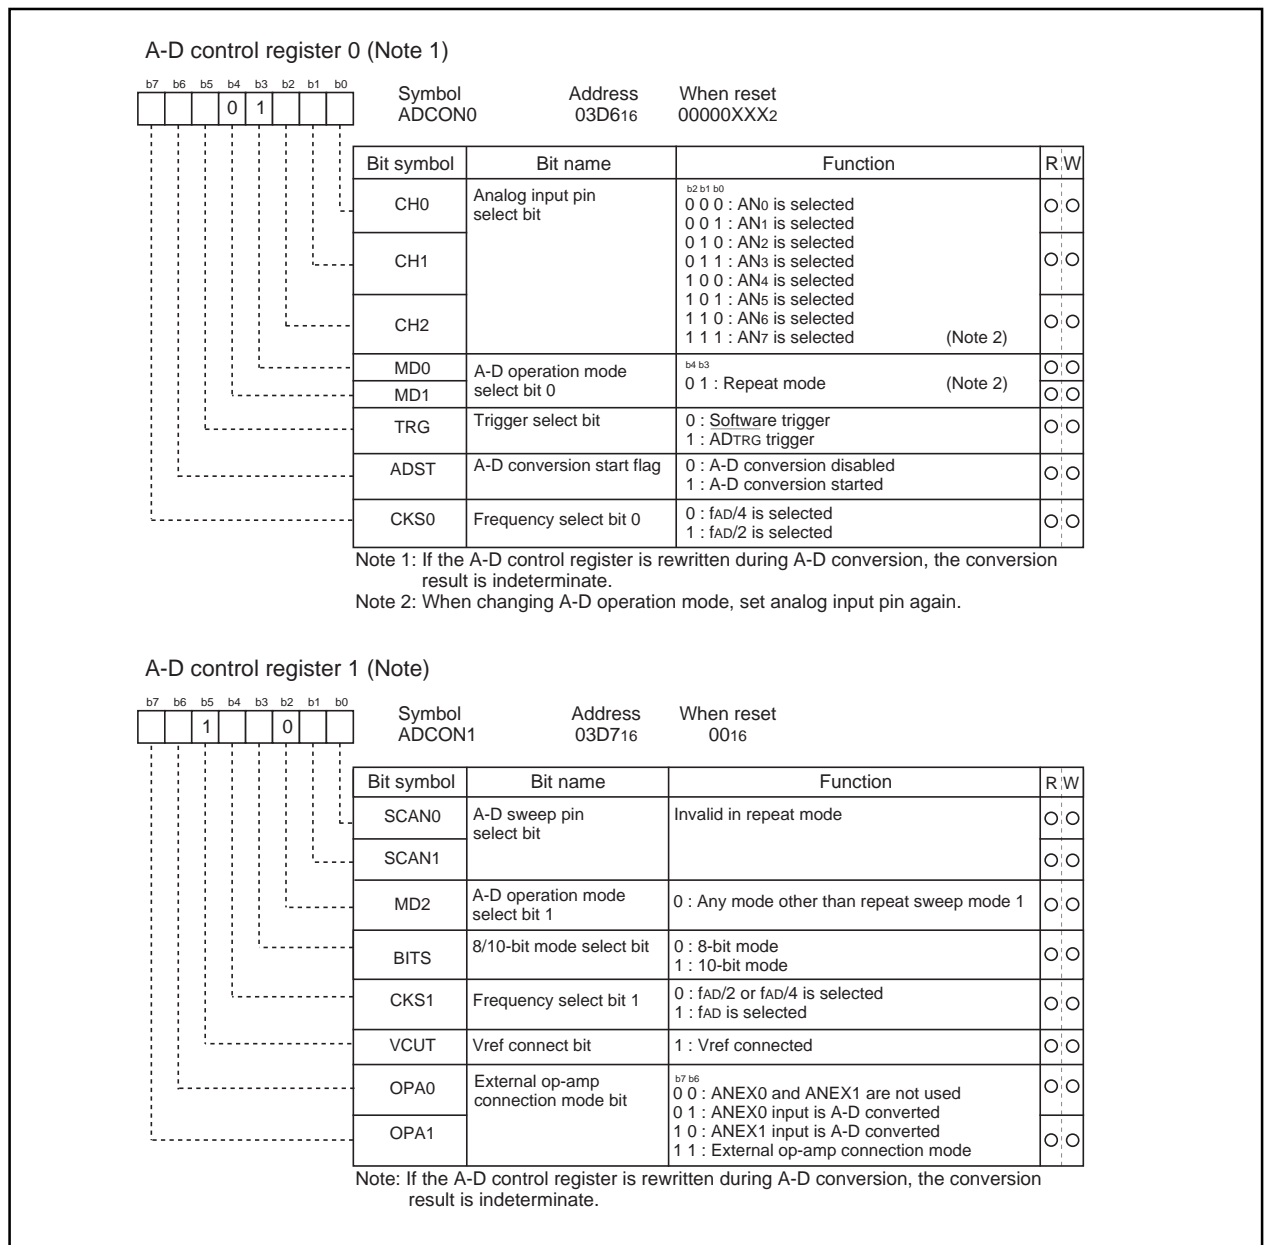 A-D control register 0 (Note 1)
b7 b6 b5 b4 b3 b2 b1 b0
0 1
Symbol Address When reset
ADCON0 03D616 00000XXX2
Bit symbol Bit name Function R W
CH0 Analog input pin select bit
b2 b1 b0
0 0 0 : AN0 is selected
0 0 1 : AN1 is selected
0 1 0 : AN2 is selected
0 1 1 : AN3 is selected
1 0 0 : AN4 is selected
1 0 1 : AN5 is selected
1 1 0 : AN6 is selected
1 1 1 : AN7 is selected (Note 2)
CH1
CH2
MD0 A-D operation mode select bit 0
b4 b3
0 1 : Repeat mode (Note 2)
MD1
TRG Trigger select bit 0 : Software trigger
1 : ADTRG trigger
ADST A-D conversion start flag 0 : A-D conversion disabled
1 : A-D conversion started
CKS0 Frequency select bit 0 0 : fAD/4 is selected
1 : fAD/2 is selected
Note 1: If the A-D control register is rewritten during A-D conversion, the conversion
result is indeterminate.
Note 2: When changing A-D operation mode, set analog input pin again.
A-D control register 1 (Note)
b7 b6 b5 b4 b3 b2 b1 b0
1 0
Symbol Address When reset
ADCON1 03D716 0016
Bit symbol Bit name Function R W
SCAN0 A-D sweep pin select bit Invalid in repeat mode
SCAN1
MD2 A-D operation mode select bit 1 0 : Any mode other than repeat sweep mode 1
BITS 8/10-bit mode select bit 0 : 8-bit mode
1 : 10-bit mode
CKS1 Frequency select bit 1 0 : fAD/2 or fAD/4 is selected
1 : fAD is selected
VCUT Vref connect bit 1 : Vref connected
OPA0 External op-amp connection mode bit
b7 b6
0 0 : ANEX0 and ANEX1 are not used
0 1 : ANEX0 input is A-D converted
1 0 : ANEX1 input is A-D converted
1 1 : External op-amp connection mode
OPA1
Note: If the A-D control register is rewritten during A-D conversion, the conversion
result is indeterminate.